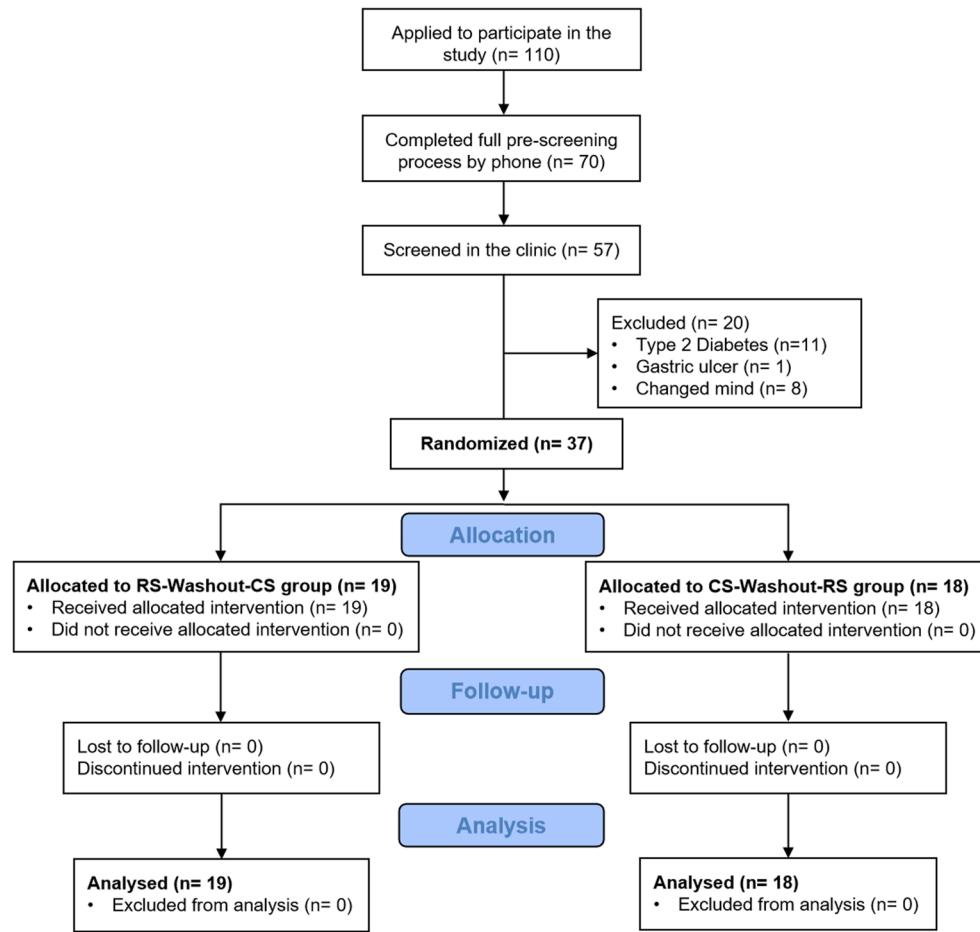 Applied to participate in the
study (n= 110)
Completed full pre-screening
process by phone (n= 70)
Screened in the clinic (n= 57)
Excluded (n= 20)
• Type 2 Diabetes (n=11)
• Gastric ulcer (n= 1)
• Changed mind (n= 8)
Randomized (n= 37)
Allocation
Allocated to RS-Washout-CS group (n= 19)
• Received allocated intervention (n= 19)
• Did not receive allocated intervention (n= 0)
Allocated to CS-Washout-RS group (n= 18)
• Received allocated intervention (n= 18)
• Did not receive allocated intervention (n= 0)
Follow-up
Lost to follow-up (n= 0)
Discontinued intervention (n= 0)
Lost to follow-up (n= 0)
Discontinued intervention (n= 0)
Analysis
Analysed (n= 19)
• Excluded from analysis (n= 0)
Analysed (n= 18)
• Excluded from analysis (n= 0)